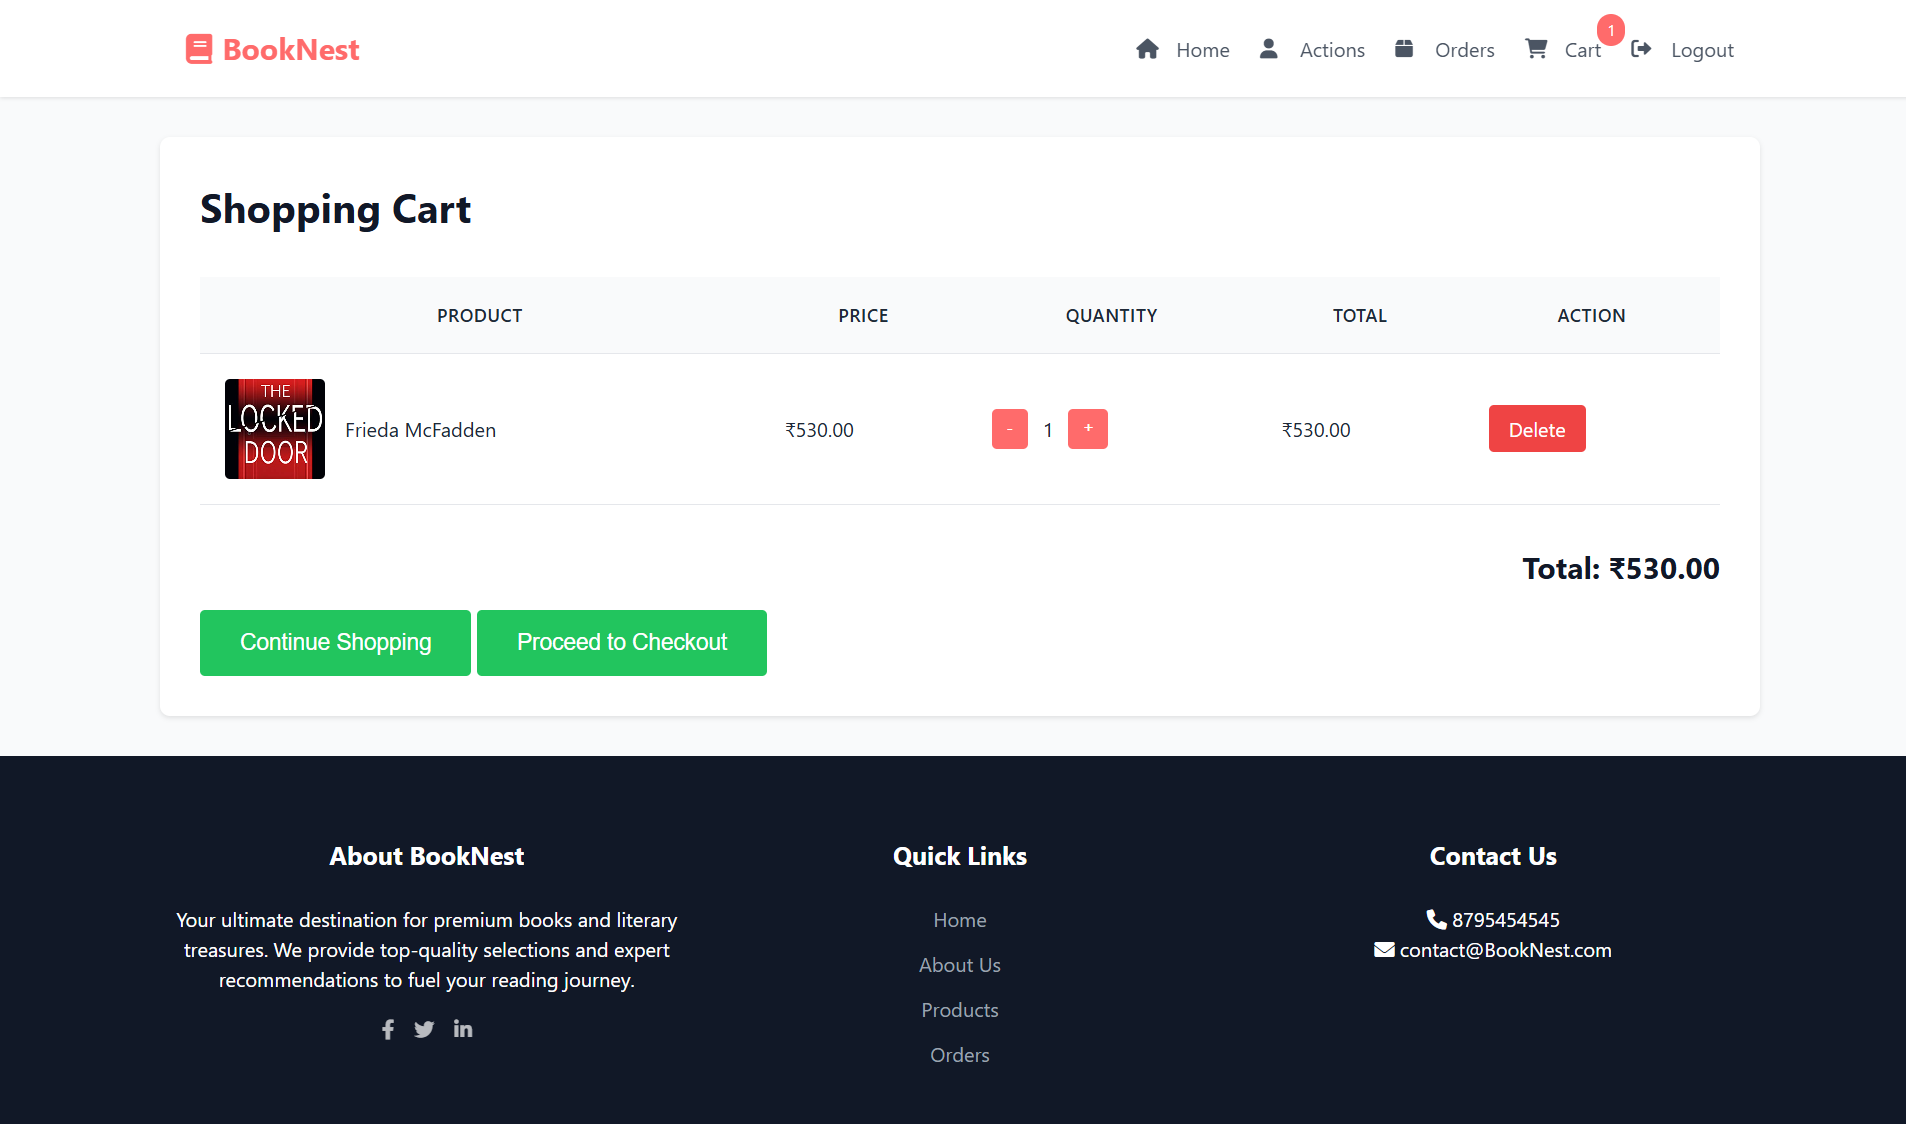 BookNest
Home Actions Orders Cart 1 Logout
Shopping Cart
PRODUCT PRICE QUANTITY TOTAL ACTION
THE
LOCKED
DOOR
Frieda McFadden ₹530.00 - 1 + ₹530.00 Delete
Total: ₹530.00
Continue Shopping Proceed to Checkout
About BookNest
Your ultimate destination for premium books and literary
treasures. We provide top-quality selections and expert
recommendations to fuel your reading journey.
Quick Links
Home
About Us
Products
Orders
Contact Us
8795454545
contact@BookNest.com